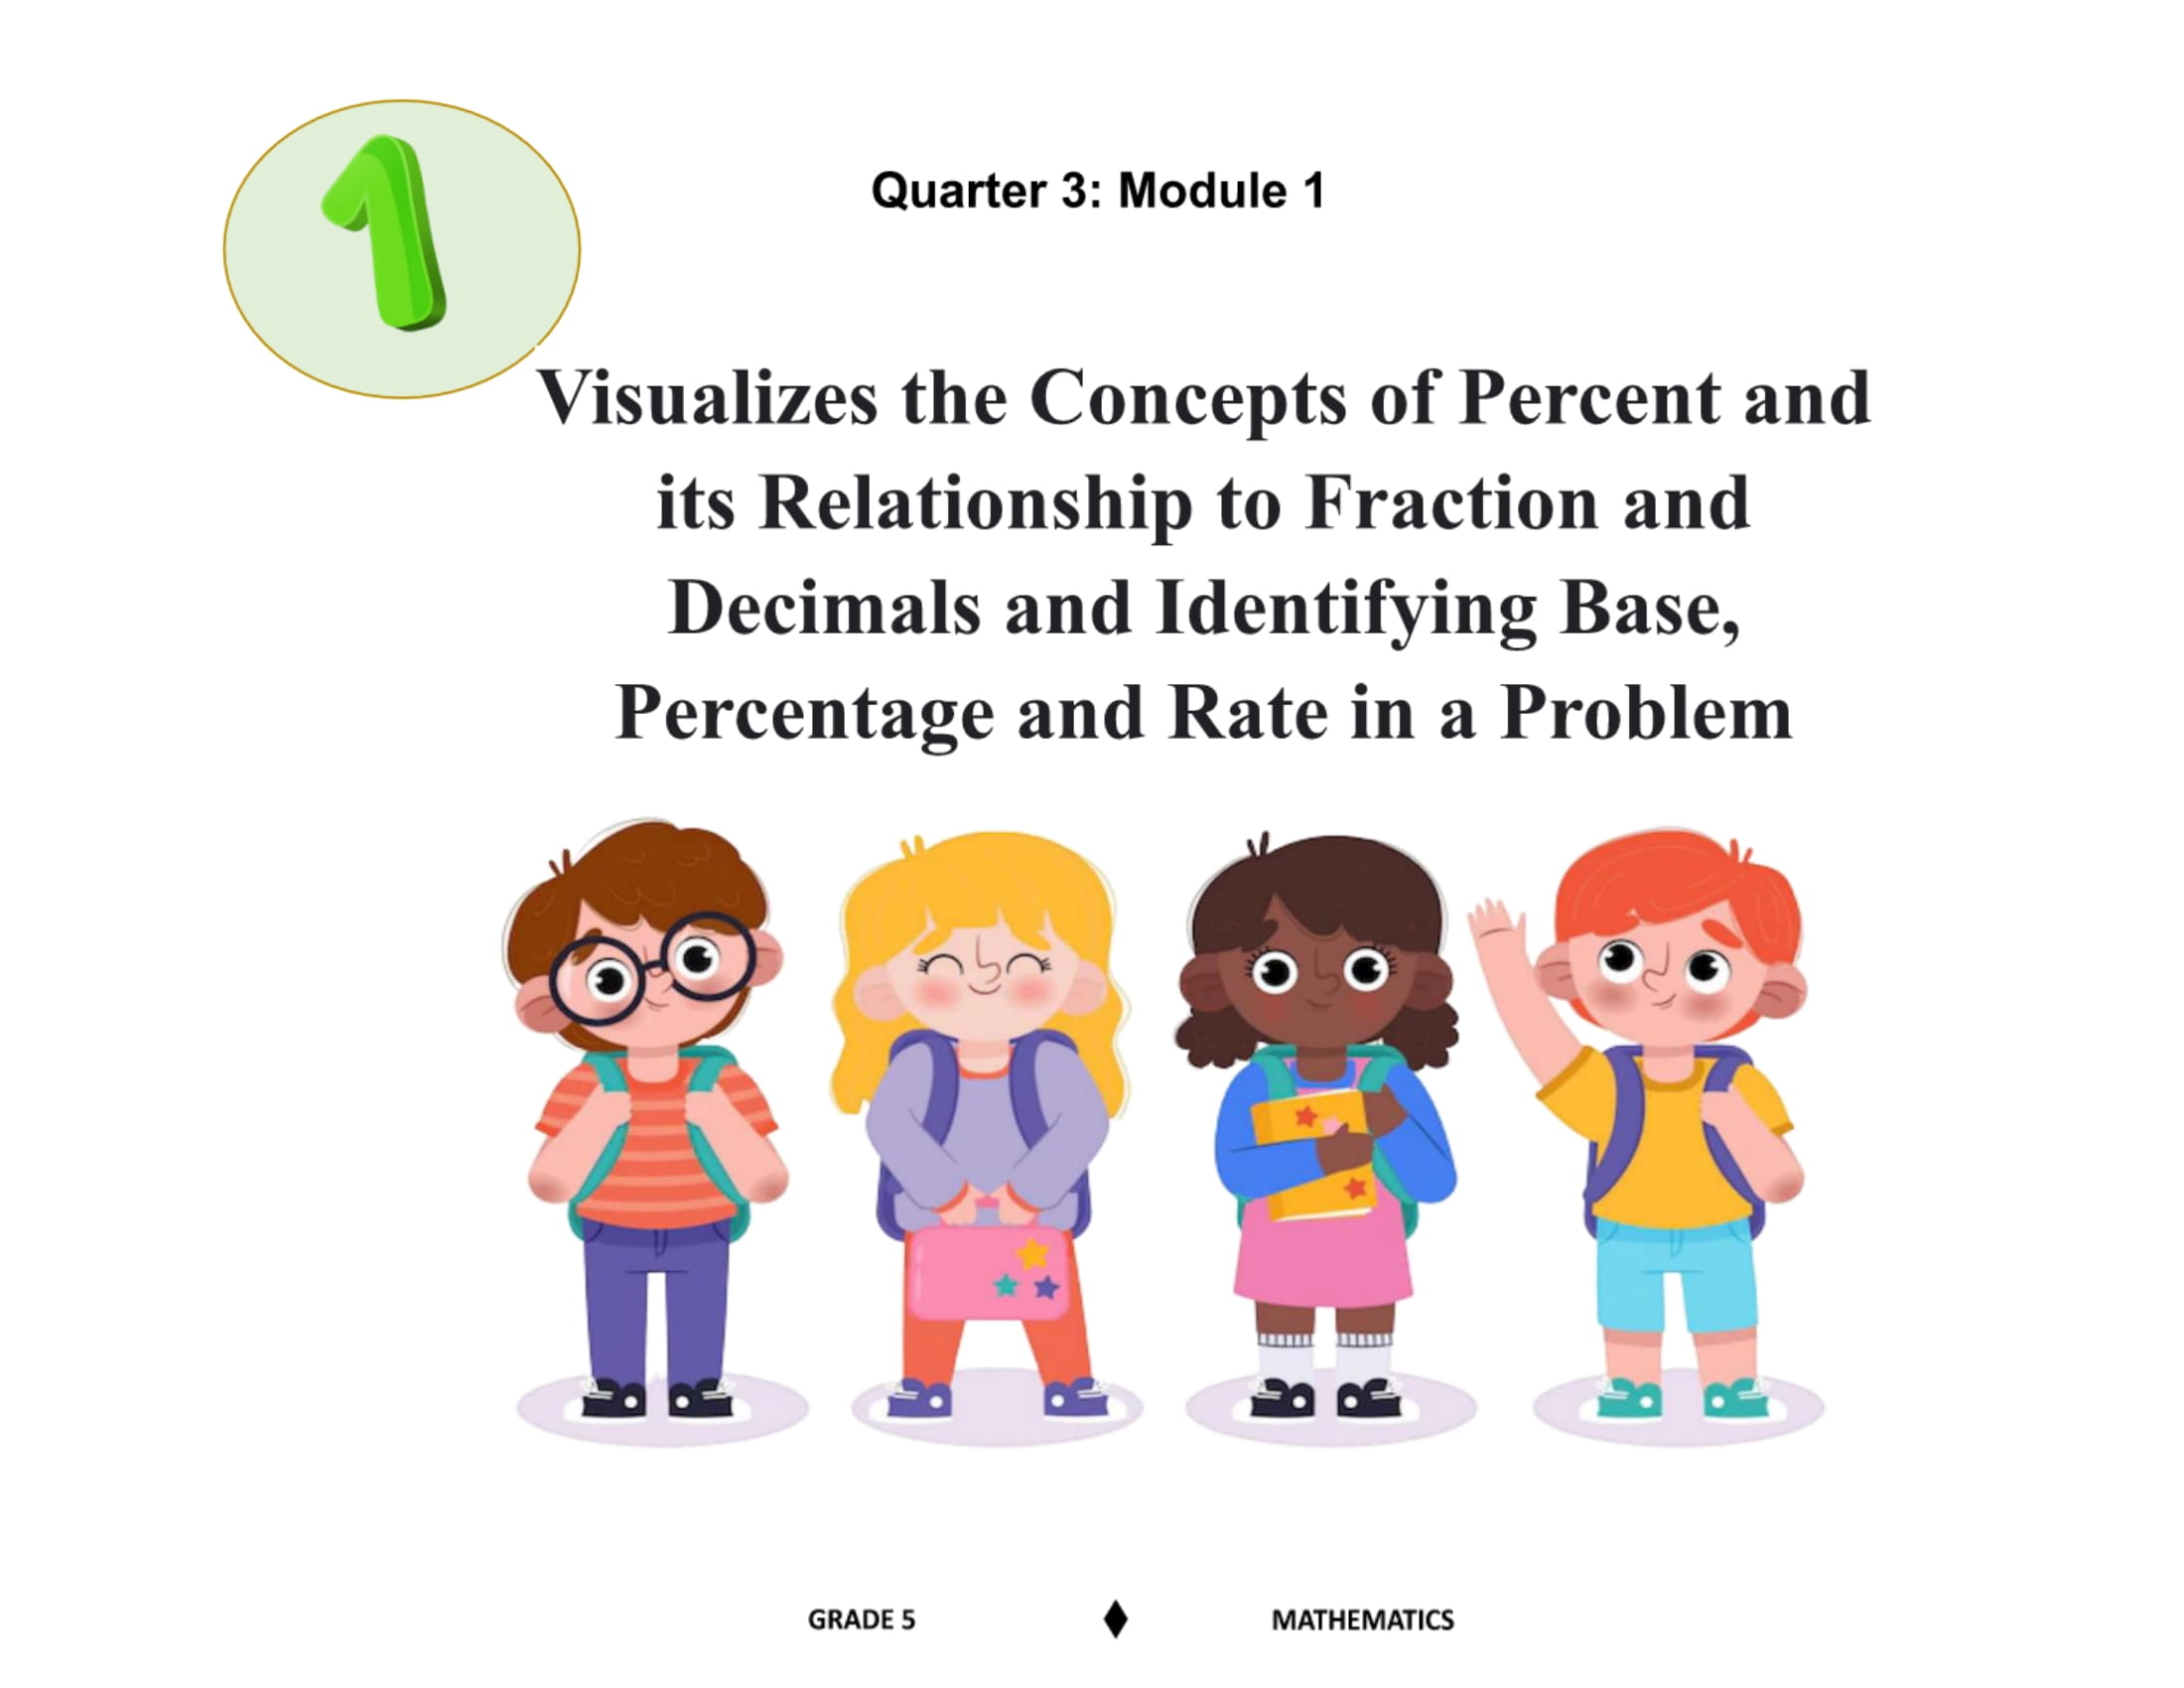 1
Quarter 3: Module 1
Visualizes the Concepts of Percent and
its Relationship to Fraction and
Decimals and Identifying Base,
Percentage and Rate in a Problem
GRADE 5 ♦ MATHEMATICS